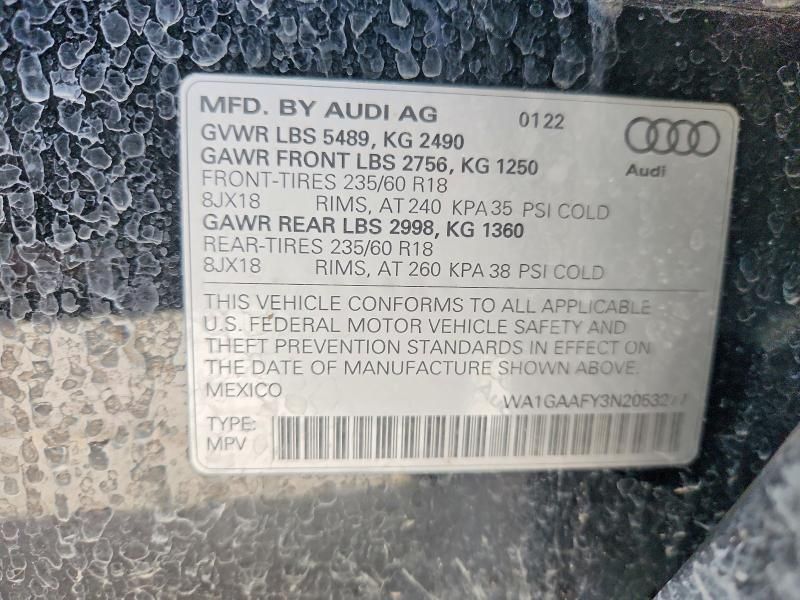 MFD. BY AUDI AG 0122
GVWR LBS 5489, KG 2490
GAWR FRONT LBS 2756, KG 1250
Audi
FRONT-TIRES 235/60 R18
8JX18 RIMS, AT 240 KPA 35 PSI COLD
GAWR REAR LBS 2998, KG 1360
REAR-TIRES 235/60 R18
8JX18 RIMS, AT 260 KPA 38 PSI COLD
THIS VEHICLE CONFORMS TO ALL APPLICABLE
U.S. FEDERAL MOTOR VEHICLE SAFETY AND
THEFT PREVENTION STANDARDS IN EFFECT ON
THE DATE OF MANUFACTURE SHOWN ABOVE.
MEXICO
TYPE:
MPV